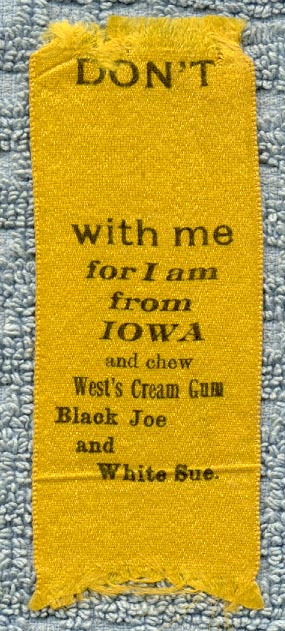 DON'T
with me
for I am
from
IOWA
and chew
West's Cream Gum
Black Joe
and
White Sue.